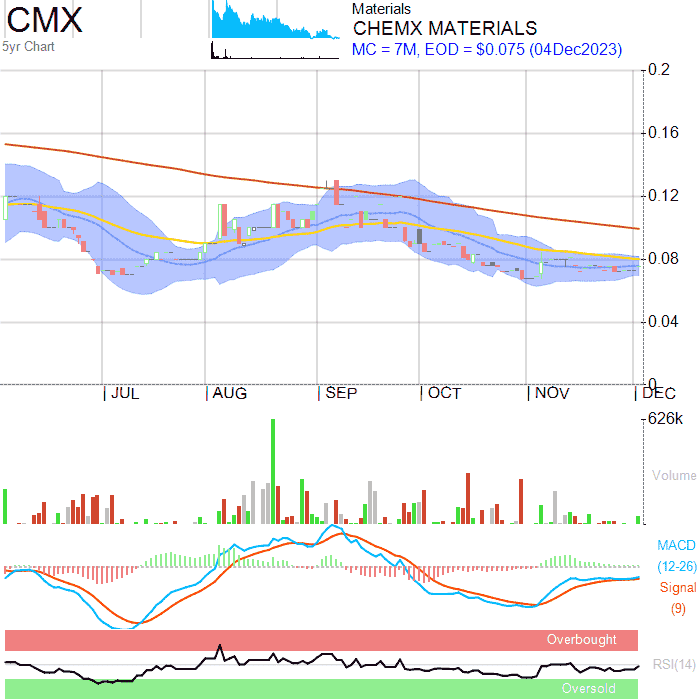 CMX
5yr Chart
Materials
CHEMX MATERIALS
MC = 7M, EOD = $0.075 (04Dec2023)
0.2
0.16
0.12
0.08
0.04
0
JUL AUG SEP OCT NOV DEC
626k
Volume
MACD
(12-26)
Signal
(9)
Overbought
RSI(14)
Oversold